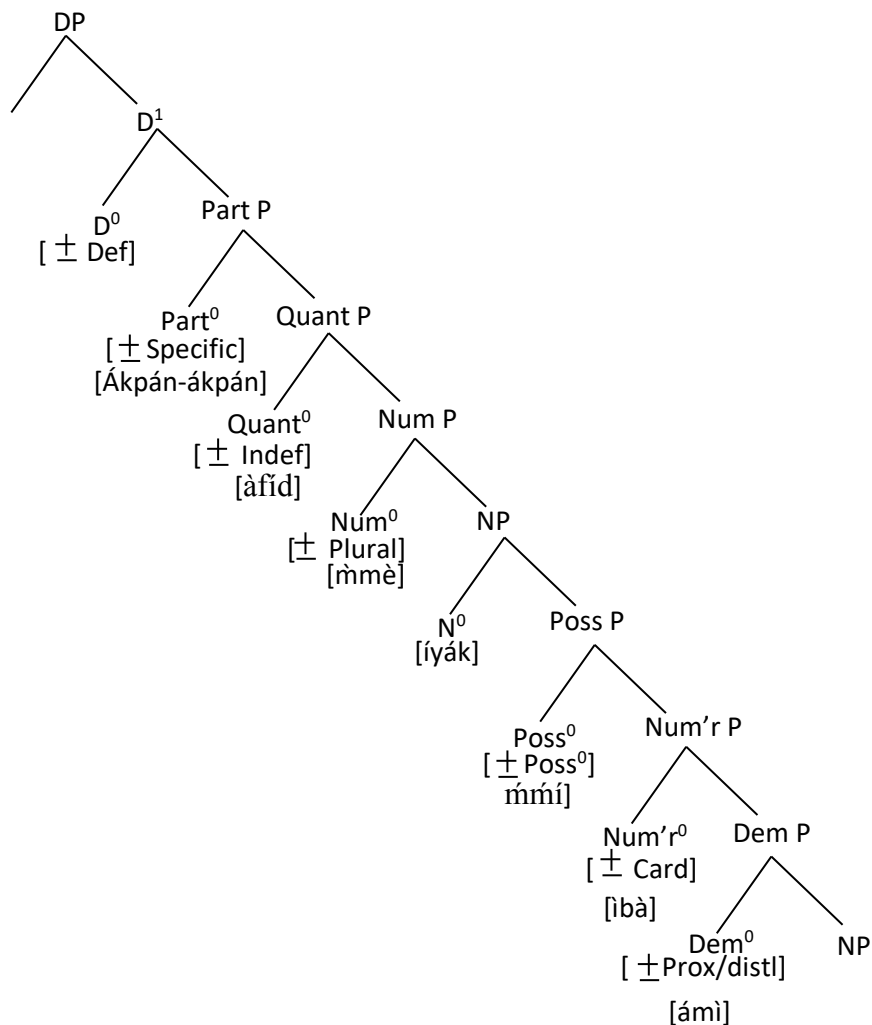 DP
D¹
D⁰
Part P
[ ± Def]
Part⁰
Quant P
[ ± Specific]
[Ákpán-ákpán]
Quant⁰
Num P
[ ± Indef]
[àfíd]
Num⁰
NP
[± Plural]
[m̀mè]
N⁰
Poss P
[íyák]
Poss⁰
Num’r P
[ ± Poss⁰]
ḿḿí]
Num’r⁰
Dem P
[ ± Card]
[ìbà]
Dem⁰
NP
[ ±Prox/distl]
[ámì]